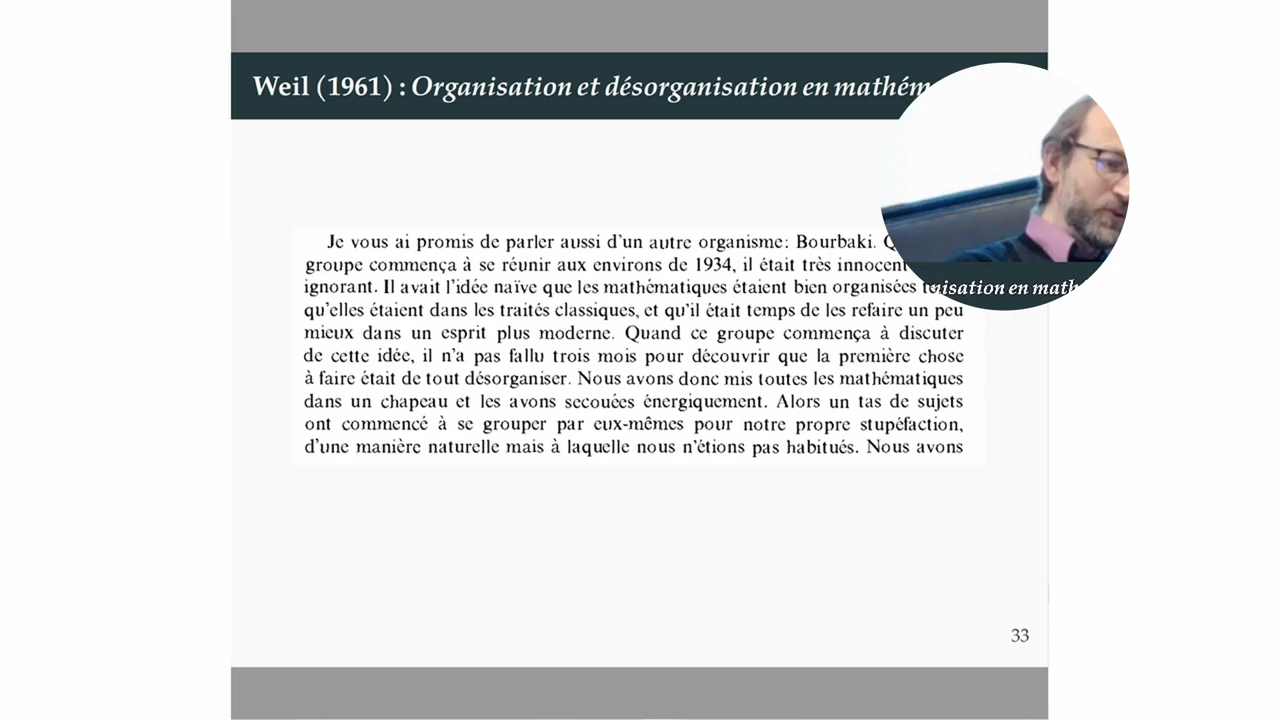 Weil (1961) : Organisation et désorganisation en mathém
Je vous ai promis de parler aussi d'un autre organisme: Bourbaki.
groupe commença à se réunir aux environs de 1934, il était très innocent
ignorant. Il avait l'idée naïve que les mathématiques étaient bien organisées
nisation en math
qu'elles étaient dans les traités classiques, et qu'il était temps de les refaire un peu
mieux dans un esprit plus moderne. Quand ce groupe commença à discuter
de cette idée, il n'a pas fallu trois mois pour découvrir que la première chose
à faire était de tout désorganiser. Nous avons donc mis toutes les mathématiques
dans un chapeau et les avons secouées énergiquement. Alors un tas de sujets
ont commencé à se grouper par eux-mêmes pour notre propre stupéfaction,
d'une manière naturelle mais à laquelle nous n'étions pas habitués. Nous avons
33